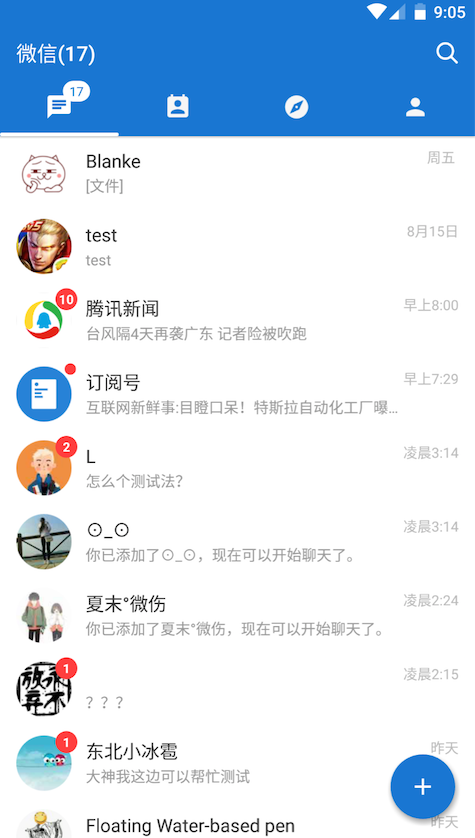 9:05
微信(17)
17
Blanke
周五
[文件]
test
8月15日
test
10
腾讯新闻
早上8:00
台风隔4天再袭广东 记者险被吹跑
订阅号
早上7:29
互联网新鲜事:目瞪口呆！特斯拉自动化工厂曝…
2
L
凌晨3:14
怎么个测试法?
⊙_⊙
凌晨3:14
你已添加了⊙_⊙，现在可以开始聊天了。
夏末°微伤
凌晨2:24
你已添加了夏末°微伤，现在可以开始聊天了。
1
凌晨2:15
？？？
1
东北小冰雹
昨天
大神我这边可以帮忙测试
Floating Water-based pen
昨天